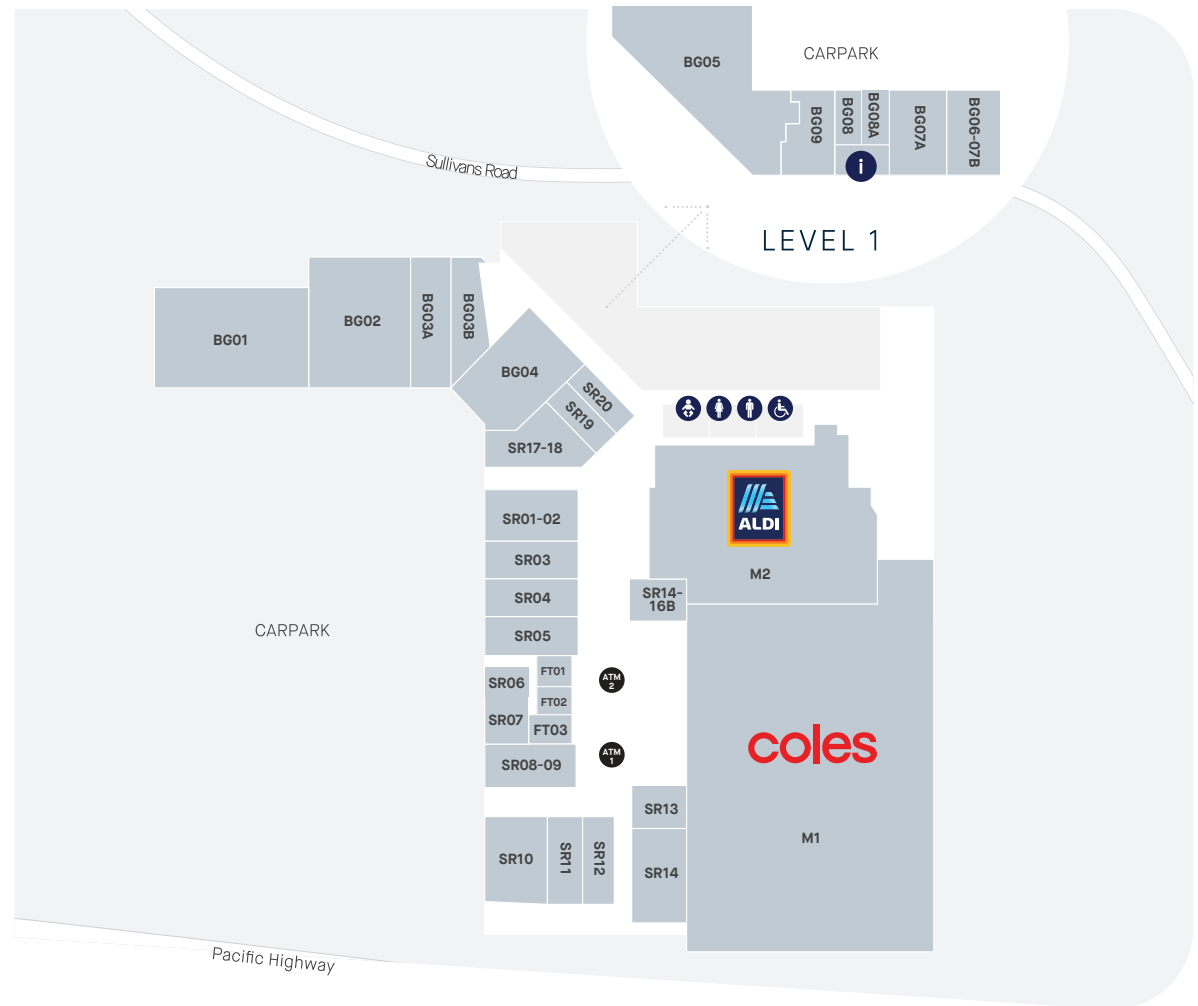 BG05
CARPARK
BG09
BG08
BG08A
BG07A
BG06-07B
i
Sullivans Road
LEVEL 1
BG01
BG02
BG03A
BG03B
BG04
SR20
SR19
SR17-18
SR01-02
SR03
SR04
SR05
ALDI
M2
SR14-
16B
CARPARK
SR06
FT01
FT02
SR07
FT03
ATM
2
ATM
1
SR08-09
coles
SR13
M1
SR10
SR11
SR12
SR14
Pacific Highway